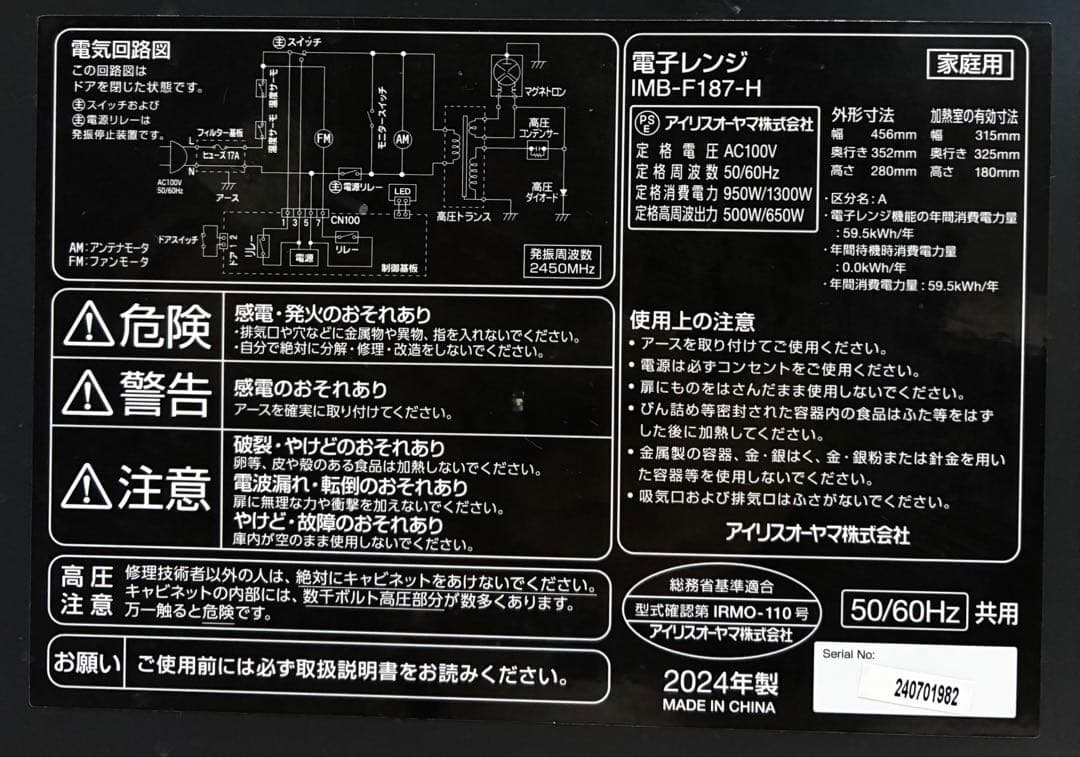 電気回路図
この回路図は
ドアを閉じた状態です。
主スイッチおよび
主電源リレーは
発振停止装置です。
主スイッチ
温度サーモ
温度サーモ
フィルター基板
L
ヒューズ 17A
N
AC100V
50/60Hz
アース
FM
モニタースイッチ
AM
マグネトロン
高圧
コンデンサー
高圧
ダイオード
高圧トランス
主電源リレー
LED
CN100
1 3 5 7
ドアスイッチ
ドア1 2
リレー
電源
リレー
制御基板
AM:アンテナモータ
FM:ファンモータ
発振周波数
2450MHz
危険
感電・発火のおそれあり
・排気口や穴などに金属物や異物、指を入れないでください。
・自分で絶対に分解・修理・改造をしないでください。
警告
感電のおそれあり
アースを確実に取り付けてください。
注意
破裂・やけどのおそれあり
卵等、皮や殻のある食品は加熱しないでください。
電波漏れ・転倒のおそれあり
扉に無理な力や衝撃を加えないでください。
やけど・故障のおそれあり
庫内が空のまま使用しないでください。
高圧
注意
修理技術者以外の人は、絶対にキャビネットをあけないでください。
キャビネットの内部には、数千ボルト高圧部分が数多くあります。
万一触ると危険です。
お願い
ご使用前には必ず取扱説明書をお読みください。
電子レンジ
IMB-F187-H
家庭用
PSE アイリスオーヤマ株式会社
定格電圧 AC100V
定格周波数 50/60Hz
定格消費電力 950W/1300W
定格高周波出力 500W/650W
外形寸法
幅 456mm
奥行き 352mm
高さ 280mm
加熱室の有効寸法
幅 315mm
奥行き 325mm
高さ 180mm
・区分名:A
・電子レンジ機能の年間消費電力量
:59.5kWh/年
・年間待機時消費電力量
:0.0kWh/年
・年間消費電力量:59.5kWh/年
使用上の注意
・アースを取り付けてご使用ください。
・電源は必ずコンセントをご使用ください。
・扉にものをはさんだまま使用しないでください。
・びん詰め等密封された容器内の食品はふた等をはず
した後に加熱してください。
・金属製の容器、金・銀はく、金・銀粉または針金を用い
た容器等を使用しないでください。
・吸気口および排気口はふさがないでください。
アイリスオーヤマ株式会社
総務省基準適合
型式確認第 IRMO-110 号
アイリスオーヤマ株式会社
50/60Hz 共用
2024年製
MADE IN CHINA
Serial No:
240701982